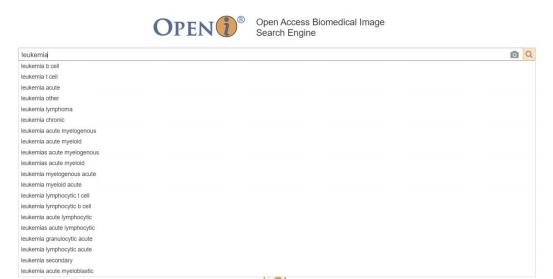 OPEN i ®
Open Access Biomedical Image
Search Engine
leukemia
leukemia b cell
leukemia t cell
leukemia acute
leukemia other
leukemia lymphoma
leukemia chronic
leukemia acute myelogenous
leukemia acute myeloid
leukemias acute myelogenous
leukemias acute myeloid
leukemia myelogenous acute
leukemia myeloid acute
leukemia lymphocytic t cell
leukemia lymphocytic b cell
leukemia acute lymphocytic
leukemias acute lymphocytic
leukemia granulocytic acute
leukemia lymphocytic acute
leukemia secondary
leukemia acute myeloblastic